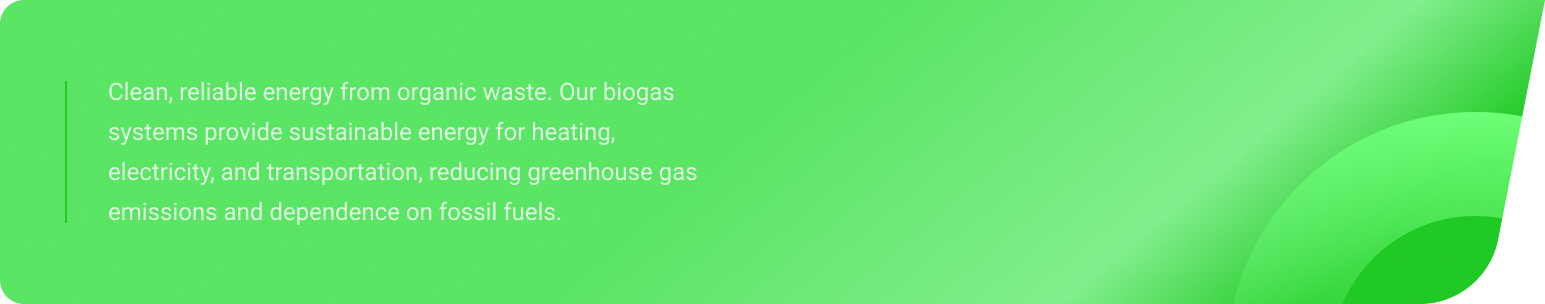 Clean, reliable energy from organic waste. Our biogas
systems provide sustainable energy for heating,
electricity, and transportation, reducing greenhouse gas
emissions and dependence on fossil fuels.